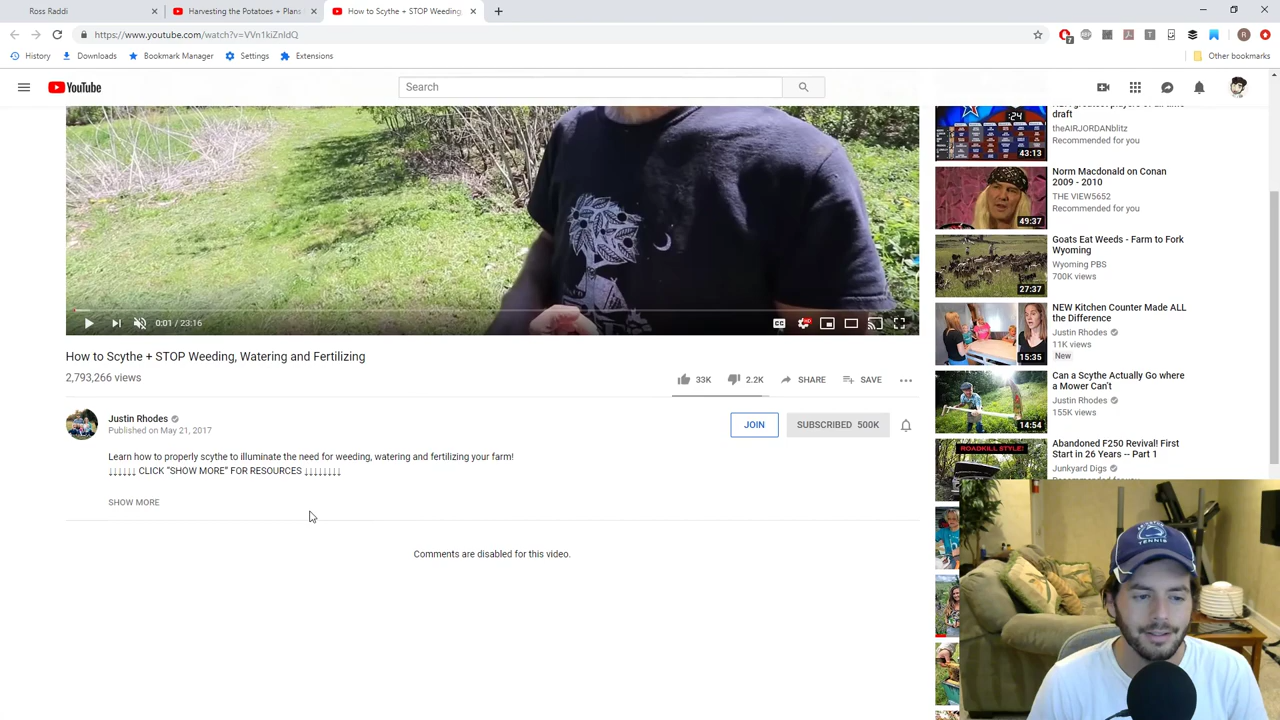 Ross Raddi
Harvesting the Potatoes + Plans
How to Scythe + STOP Weeding,
https://www.youtube.com/watch?v=VVn1kiZnIdQ
7
R
History
Downloads
Bookmark Manager
Settings
Extensions
Other bookmarks
YouTube
Search
0:01 / 23:16
CC
HD
How to Scythe + STOP Weeding, Watering and Fertilizing
2,793,266 views
33K
2.2K
SHARE
SAVE
Justin Rhodes
Published on May 21, 2017
JOIN
SUBSCRIBED 500K
Learn how to properly scythe to illuminate the need for weeding, watering and fertilizing your farm!
↓↓↓↓↓↓ CLICK “SHOW MORE” FOR RESOURCES ↓↓↓↓↓↓↓↓
SHOW MORE
Comments are disabled for this video.
draft
theAIRJORDANblitz
Recommended for you
:24
43:13
Norm Macdonald on Conan
2009 - 2010
THE VIEW5652
Recommended for you
49:37
Goats Eat Weeds - Farm to Fork
Wyoming
Wyoming PBS
700K views
27:37
NEW Kitchen Counter Made ALL
the Difference
Justin Rhodes
11K views
New
15:35
Can a Scythe Actually Go where
a Mower Can't
Justin Rhodes
155K views
14:54
Abandoned F250 Revival! First
Start in 26 Years -- Part 1
Junkyard Digs
ROADKILL STYLE!
TENNIS